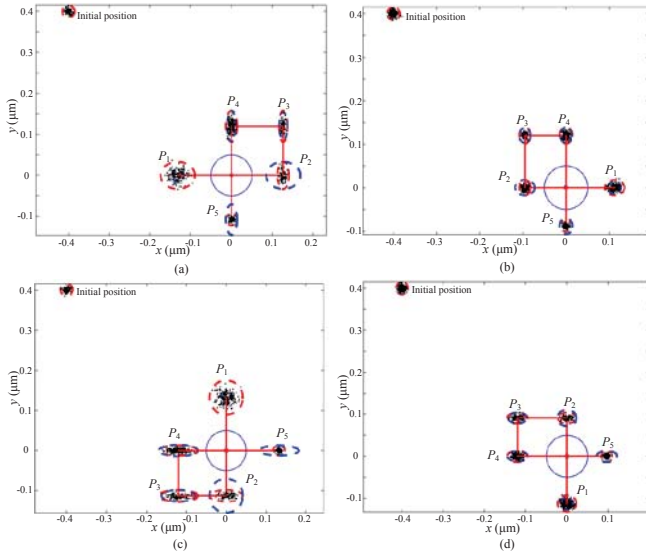 0.4
Initial position
0.3
0.2
P4
P3
0.1
y (μm)
P1
P2
0
P5
-0.1
-0.4 -0.3 -0.2 -0.1 0 0.1 0.2
x (μm)
(a)
0.4
Initial position
0.3
0.2
P3
P4
0.1
y (μm)
P2
P1
0
P5
-0.1
-0.4 -0.3 -0.2 -0.1 0 0.1
x (μm)
(b)
0.4
Initial position
0.3
0.2
P1
0.1
y (μm)
P4
P5
0
P3
P2
-0.1
-0.4 -0.3 -0.2 -0.1 0 0.1 0.2
x (μm)
(c)
0.4
Initial position
0.3
0.2
P3
P2
0.1
y (μm)
P4
P5
0
P1
-0.1
-0.4 -0.3 -0.2 -0.1 0 0.1
x (μm)
(d)